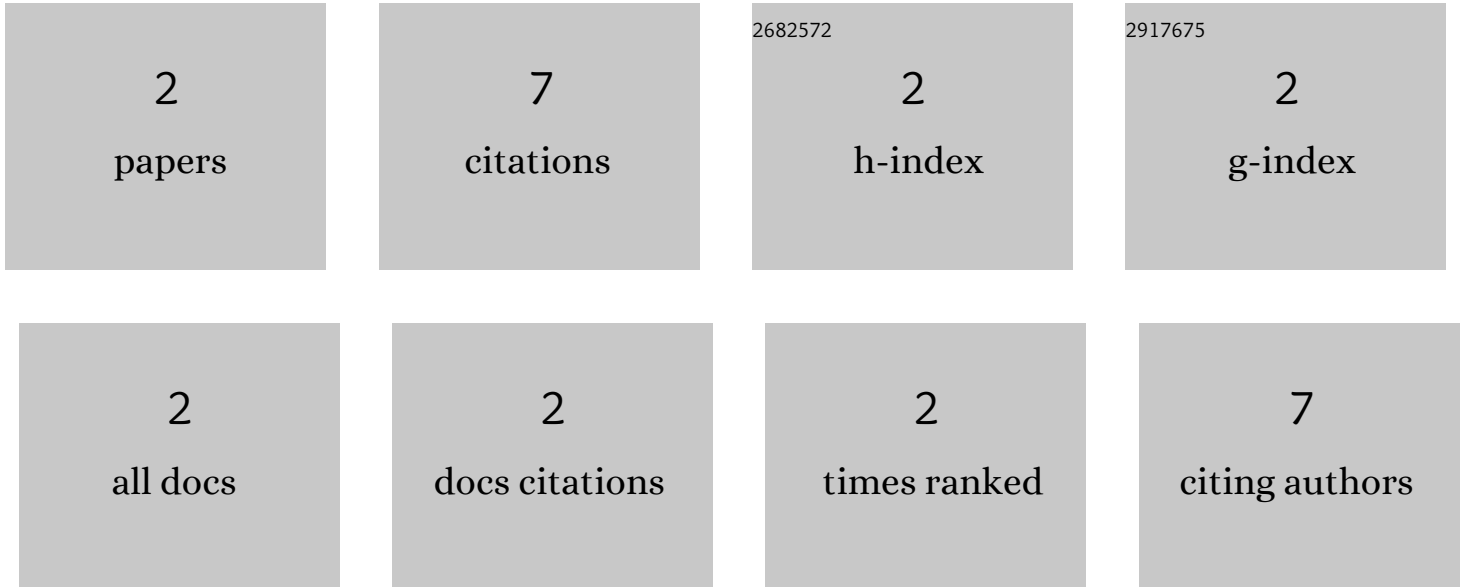 2
papers
7
citations
2682572
2
h-index
2917675
2
g-index
2
all docs
2
docs citations
2
times ranked
7
citing authors